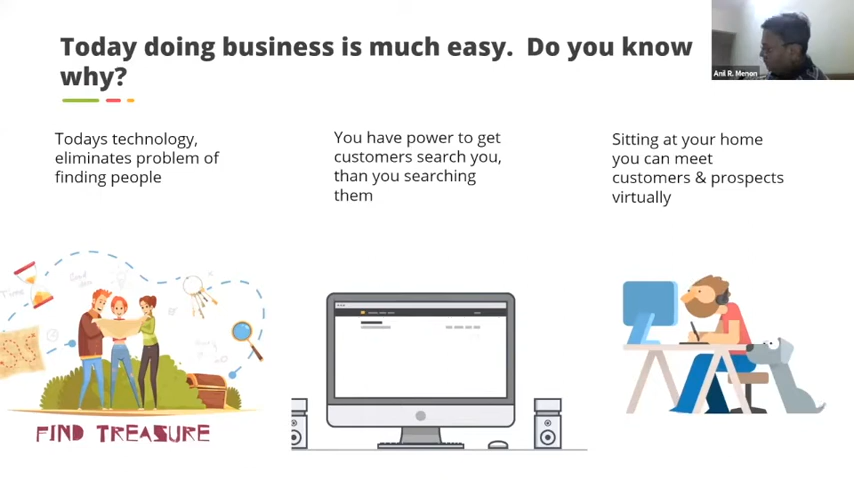 Today doing business is much easy.  Do you know
why?
Anil R. Menon
Todays technology,
eliminates problem of
finding people
You have power to get
customers search you,
than you searching
them
Sitting at your home
you can meet
customers & prospects
virtually
Time
FIND TREASURE